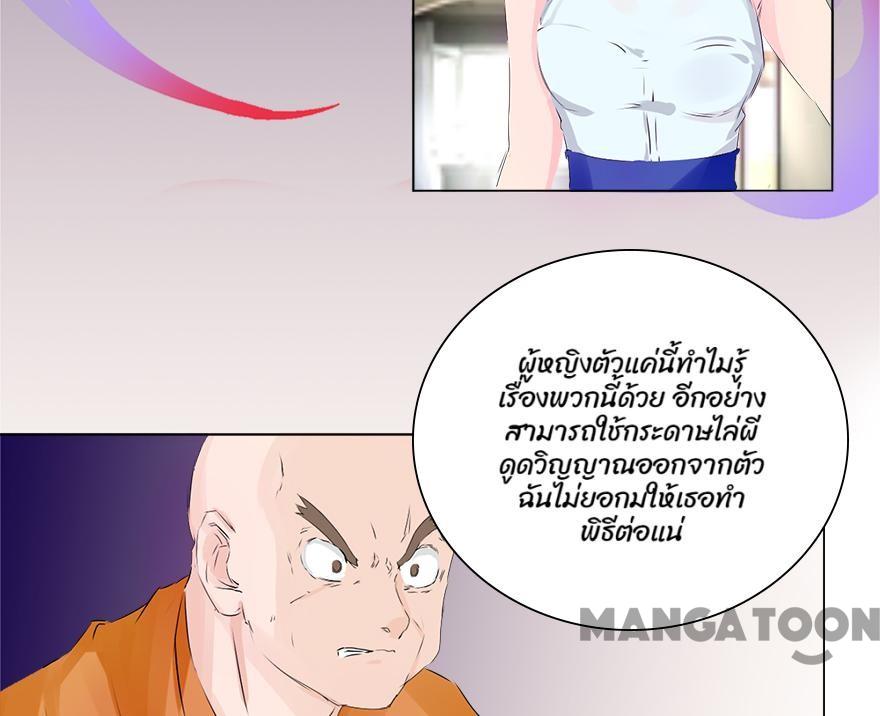 ผู้หญิงตัวแค่นี้ทำไมรู้
เรื่องพวกนี้ด้วย อีกอย่าง
สามารถใช้กระดาษไล่ผี
ดูดวิญญาณออกจากตัว
ฉันไม่ยอกมให้เธอทำ
พิธีต่อแน่
MANGATOON